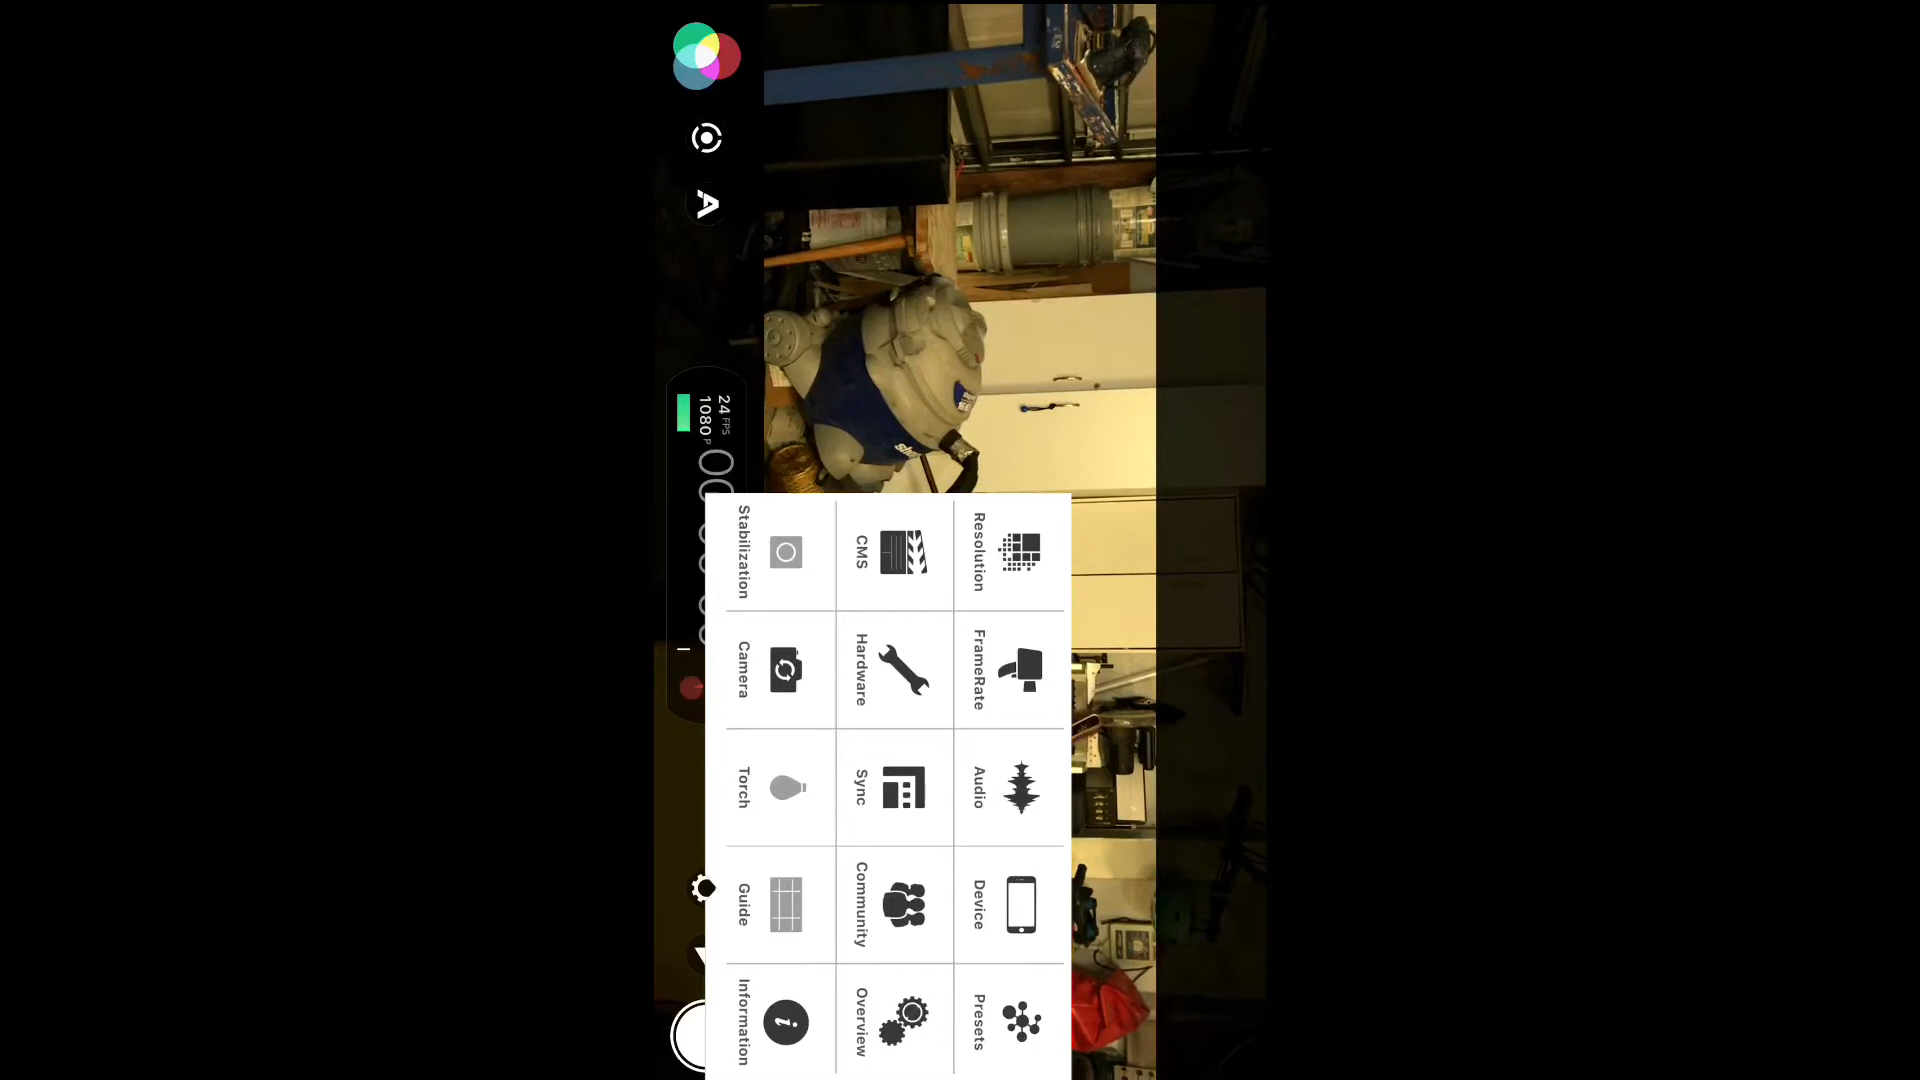 Resolution
FrameRate
Audio
Device
Presets
CMS
Hardware
Sync
Community
Overview
Stabilization
Camera
Torch
Guide
Information
24 FPS
1080 P
A